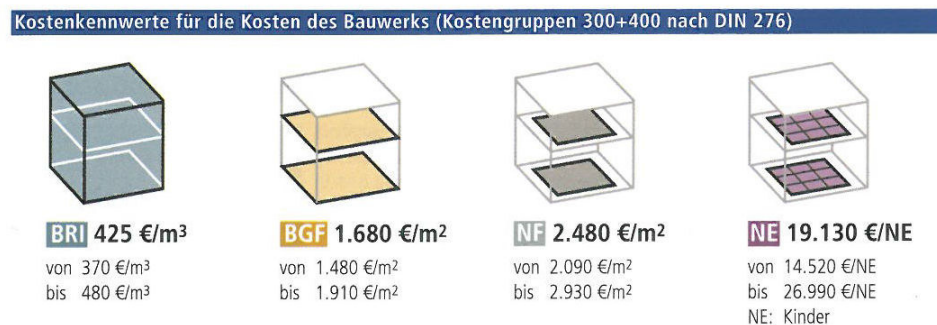 Kostenkennwerte für die Kosten des Bauwerks (Kostengruppen 300+400 nach DIN 276)
BRI 425 €/m³
von 370 €/m³
bis 480 €/m³
BGF 1.680 €/m²
von 1.480 €/m²
bis 1.910 €/m²
NF 2.480 €/m²
von 2.090 €/m²
bis 2.930 €/m²
NE 19.130 €/NE
von 14.520 €/NE
bis 26.990 €/NE
NE: Kinder